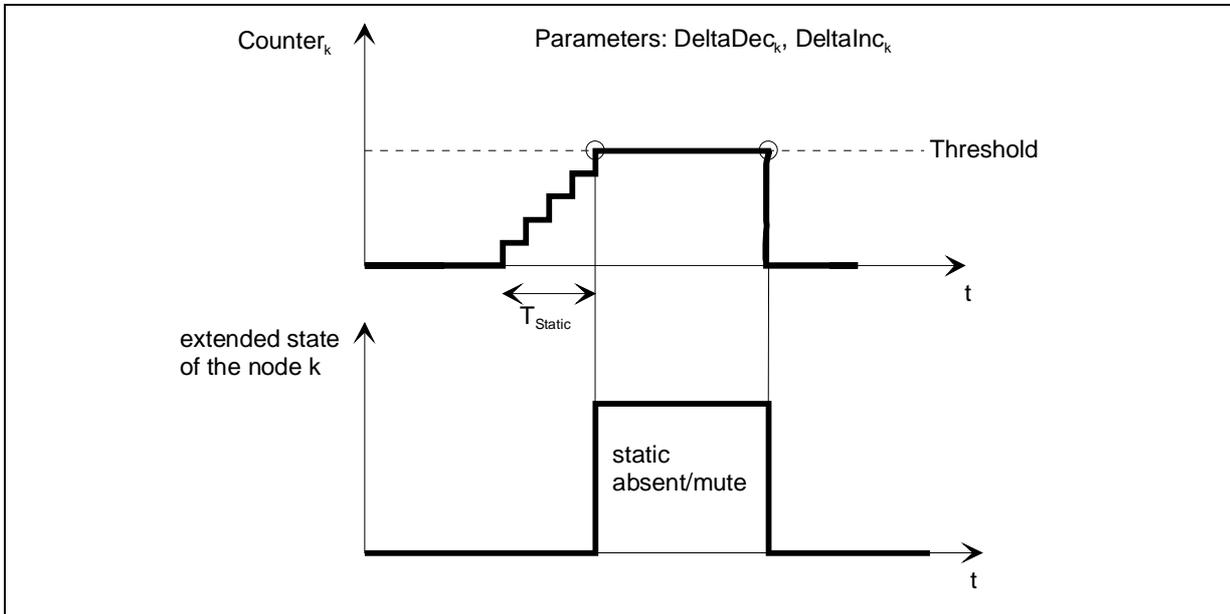 Counterₖ
Parameters: DeltaDecₖ, DeltaIncₖ
Threshold
t
T_Static
extended state
of the node k
static
absent/mute
t